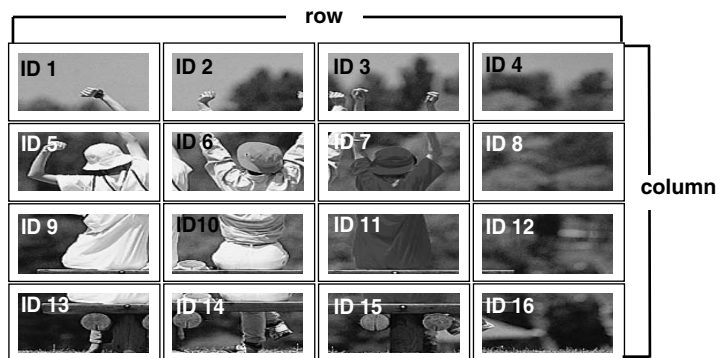 row
ID 1 ID 2 ID 3 ID 4
ID 5 ID 6 ID 7 ID 8
column
ID 9 ID10 ID 11 ID 12
ID 13 ID 14 ID 15 ID 16